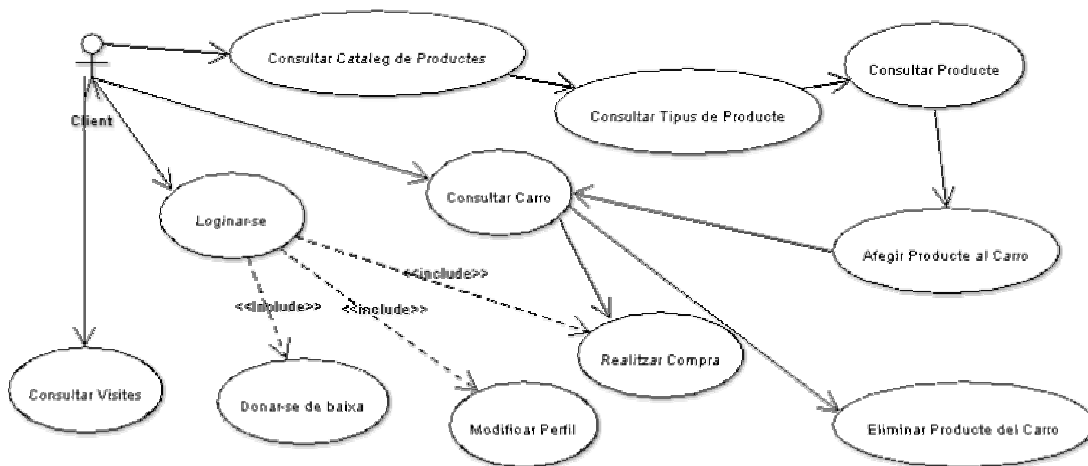 Consultar Cataleg de Productes
Consultar Producte
Consultar Tipus de Producte
Client
Consultar Carro
Loginar-se
Afegir Producte al Carro
<<include>>
<<include>>
<<include>>
Realitzar Compra
Consultar Visites
Donar-se de baixa
Modificar Perfil
Eliminar Producte del Carro